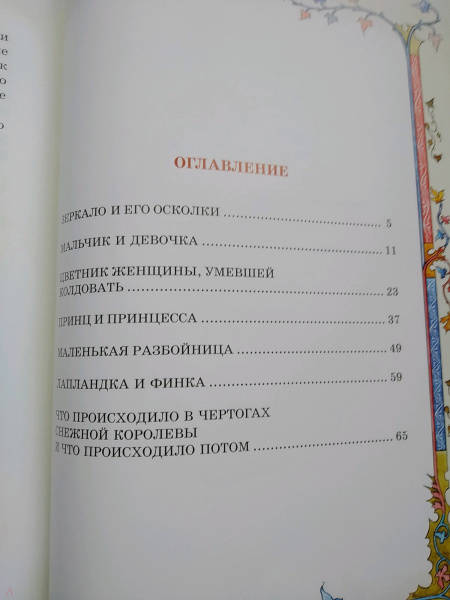 и
е
к
о
е
о
ОГЛАВЛЕНИЕ
ЗЕРКАЛО И ЕГО ОСКОЛКИ 5
МАЛЬЧИК И ДЕВОЧКА 11
ЦВЕТНИК ЖЕНЩИНЫ, УМЕВШЕЙ
КОЛДОВАТЬ 23
ПРИНЦ И ПРИНЦЕССА 37
МАЛЕНЬКАЯ РАЗБОЙНИЦА 49
ЛАПЛАНДКА И ФИНКА 59
ЧТО ПРОИСХОДИЛО В ЧЕРТОГАХ
СНЕЖНОЙ КОРОЛЕВЫ
И ЧТО ПРОИСХОДИЛО ПОТОМ 65